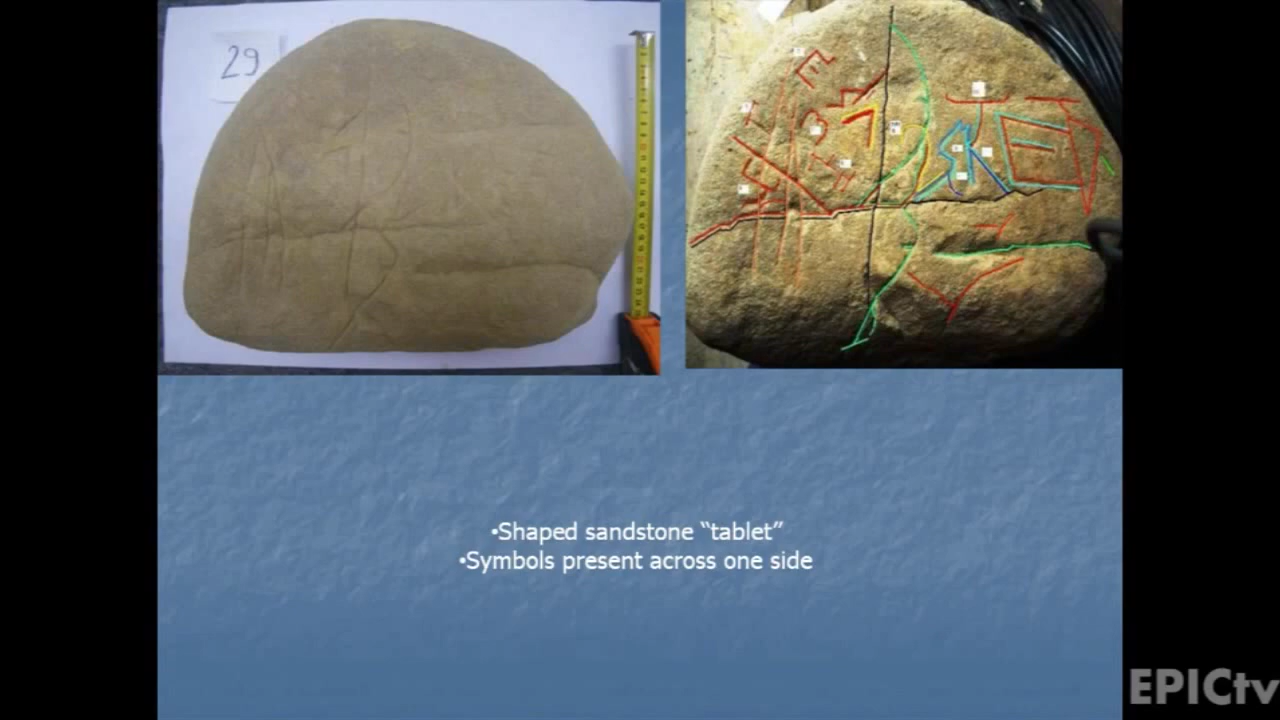 29
•Shaped sandstone “tablet”
•Symbols present across one side
EPICtv